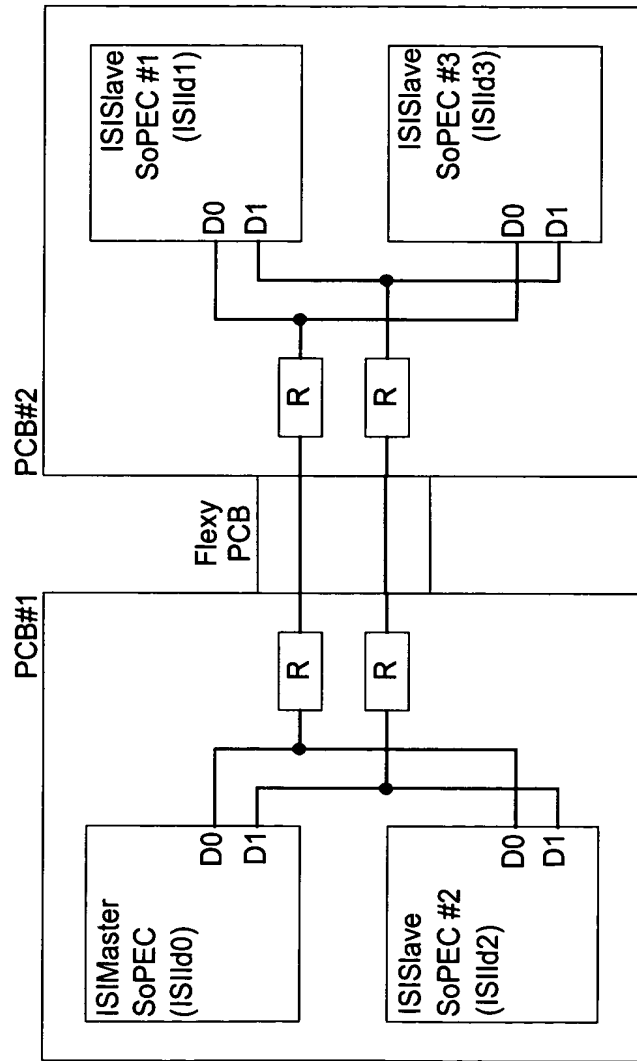 PCB#1
ISIMaster
SoPEC
(ISIId0)
D0
D1
ISISlave
SoPEC #2
(ISIId2)
D0
D1
R
R
Flexy
PCB
PCB#2
R
R
ISISlave
SoPEC #1
(ISIId1)
D0
D1
ISISlave
SoPEC #3
(ISIId3)
D0
D1